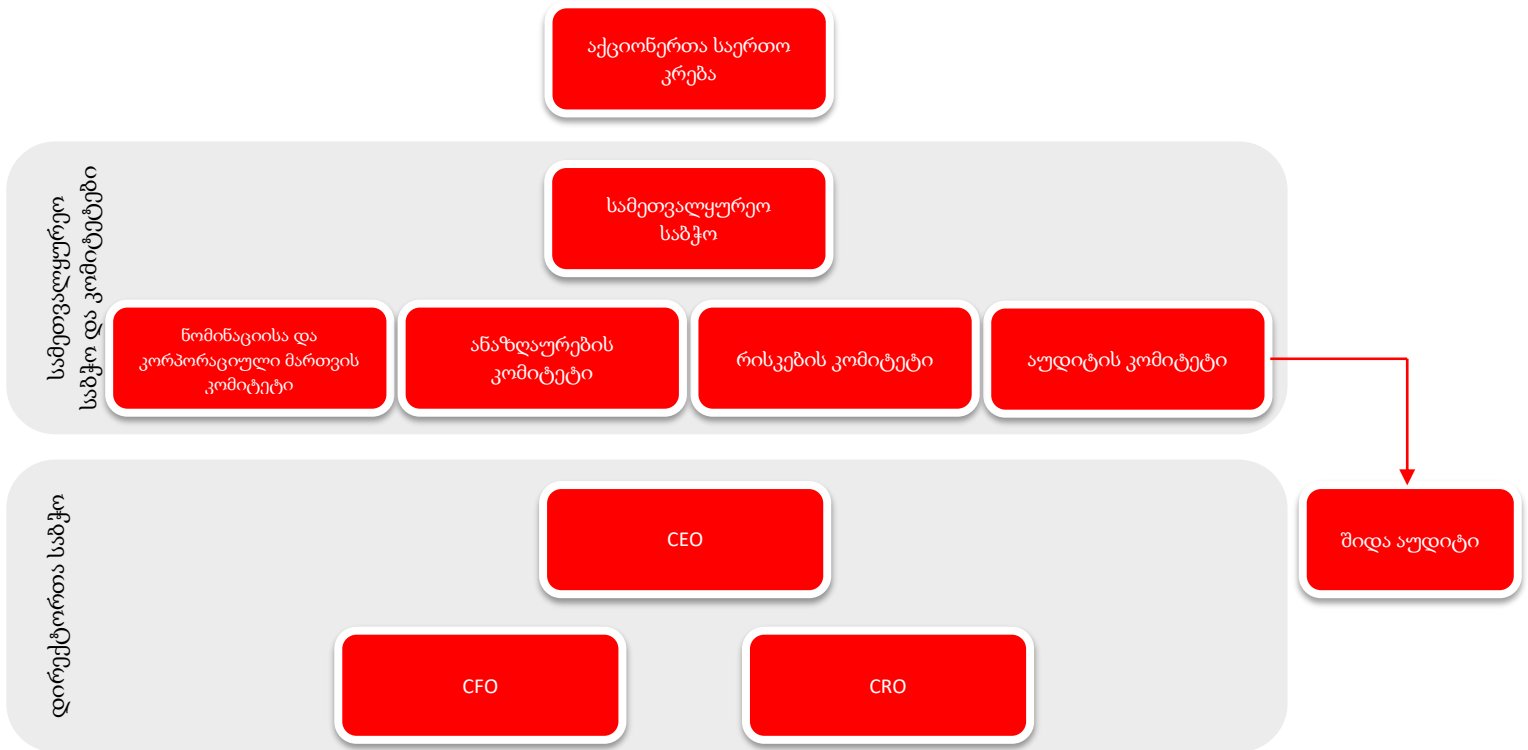 აქციონერთა საერთო
კრება
სამეთვალყურეო
საბჭო და კომიტეტები
სამეთვალყურეო
საბჭო
ნომინაციისა და
კორპორაციული მართვის
კომიტეტი
ანაზღაურების
კომიტეტი
რისკების კომიტეტი
აუდიტის კომიტეტი
დირექტორთა საბჭო
CEO
შიდა აუდიტი
CFO
CRO